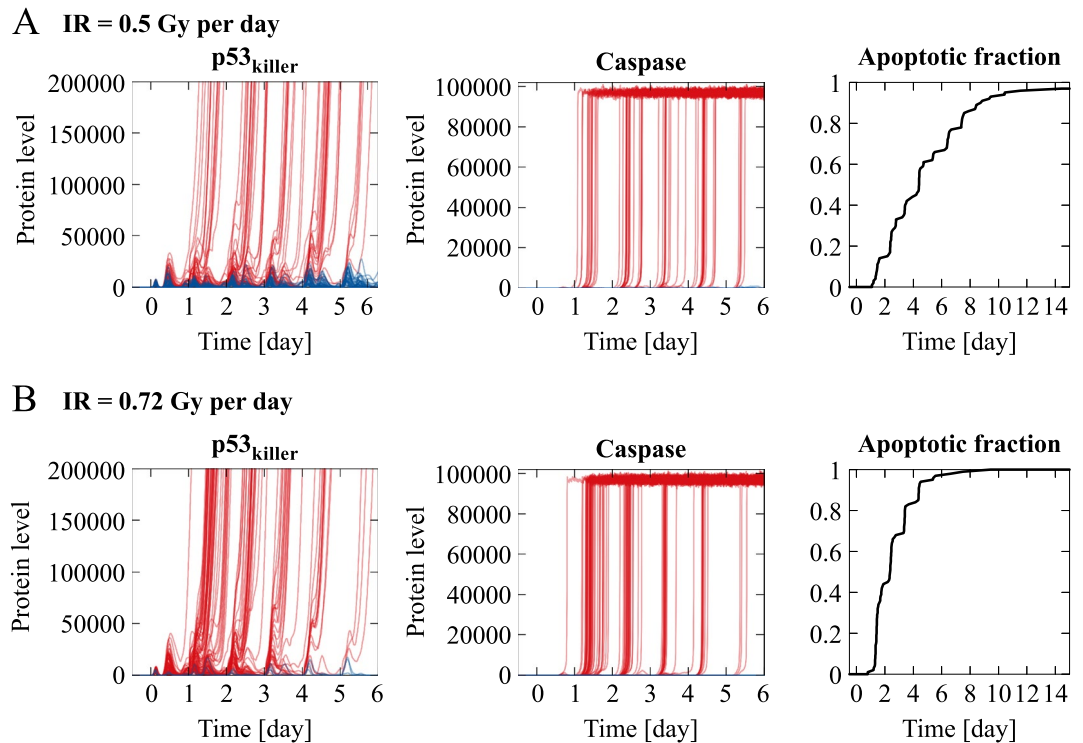 A IR = 0.5 Gy per day
p53killer Caspase Apoptotic fraction
Protein level
200000
150000
100000
50000
0
0 1 2 3 4 5 6
Time [day]
Protein level
100000
80000
60000
40000
20000
0
0 1 2 3 4 5 6
Time [day]
1
0.8
0.6
0.4
0.2
0
0 2 4 6 8 10 12 14
Time [day]
B IR = 0.72 Gy per day
p53killer Caspase Apoptotic fraction
Protein level
200000
150000
100000
50000
0
0 1 2 3 4 5 6
Time [day]
Protein level
100000
80000
60000
40000
20000
0
0 1 2 3 4 5 6
Time [day]
1
0.8
0.6
0.4
0.2
0
0 2 4 6 8 10 12 14
Time [day]